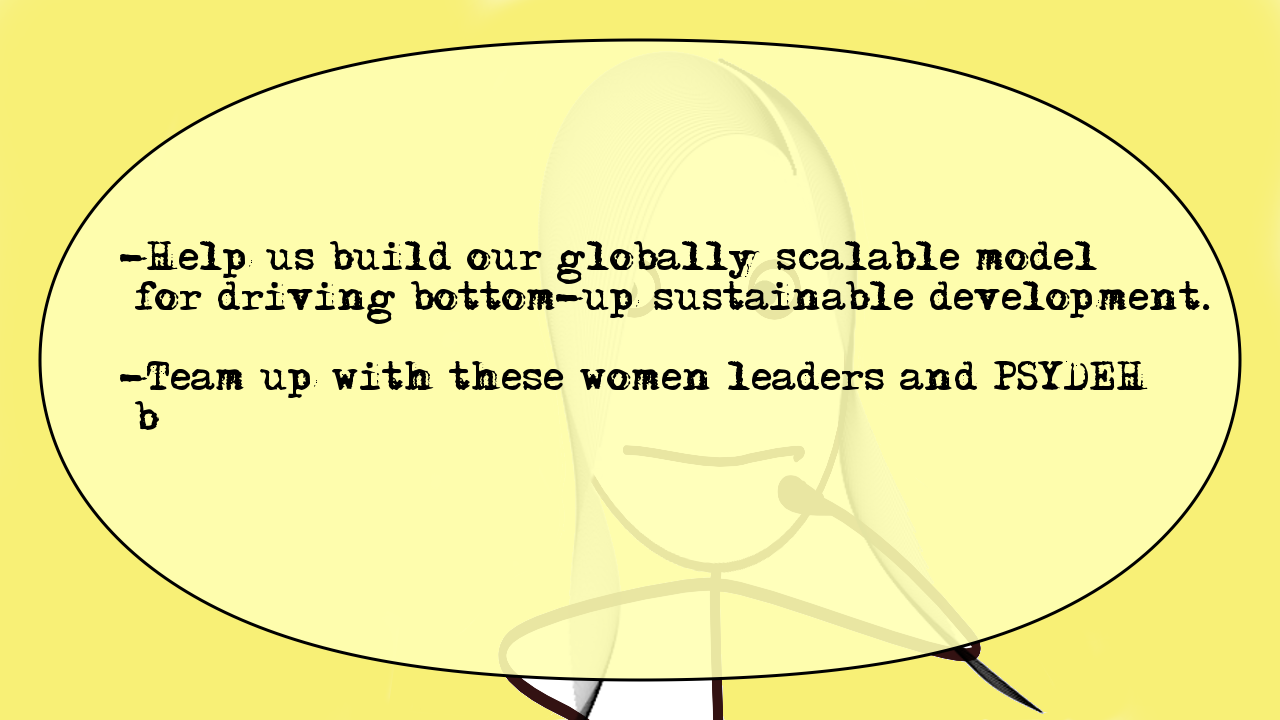 -Help us build our globally scalable model
for driving bottom-up sustainable development.
-Team up with these women leaders and PSYDEH
b